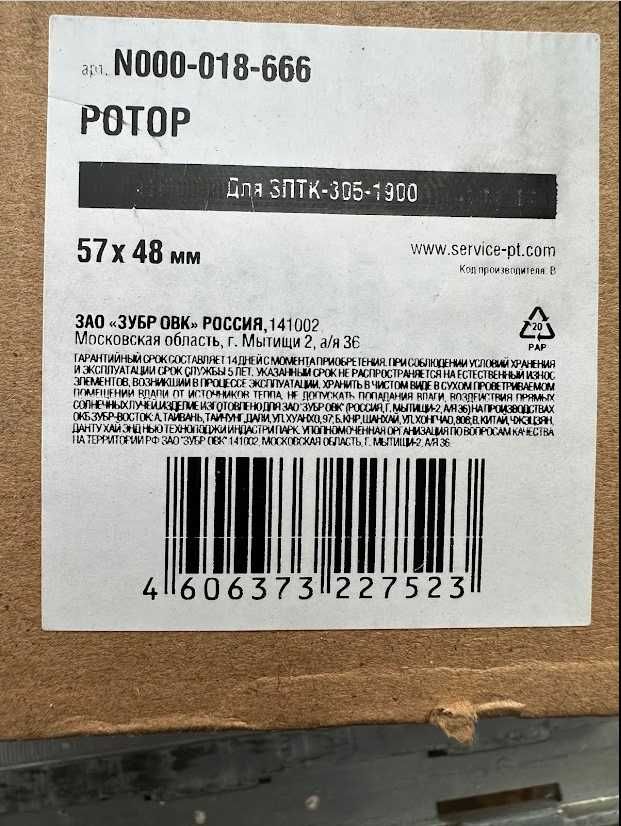 арт. N000-018-666
РОТОР
Для ЗПТК-305-1900
57 x 48 мм
www.service-pt.com
Код производителя: В
ЗАО «ЗУБР ОВК» РОССИЯ, 141002
Московская область, г. Мытищи 2, а/я 36
20
PAP
ГАРАНТИЙНЫЙ СРОК СОСТАВЛЯЕТ 14 ДНЕЙ С МОМЕНТА ПРИОБРЕТЕНИЯ. ПРИ СОБЛЮДЕНИИ УСЛОВИЙ ХРАНЕНИЯ
И ЭКСПЛУАТАЦИИ СРОК СЛУЖБЫ 5 ЛЕТ. УКАЗАННЫЙ СРОК НЕ РАСПРОСТРАНЯЕТСЯ НА ЕСТЕСТВЕННЫЙ ИЗНОС
ЭЛЕМЕНТОВ, ВОЗНИКШИЙ В ПРОЦЕССЕ ЭКСПЛУАТАЦИИ. ХРАНИТЬ В ЧИСТОМ ВИДЕ В СУХОМ ПРОВЕТРИВАЕМОМ
ПОМЕЩЕНИИ ВДАЛИ ОТ ИСТОЧНИКОВ ТЕПЛА, НЕ ДОПУСКАТЬ ПОПАДАНИЯ ВЛАГИ, ВОЗДЕЙСТВИЯ ПРЯМЫХ
СОЛНЕЧНЫХ ЛУЧЕЙ. ИЗДЕЛИЕ ИЗГОТОВЛЕНО ДЛЯ ЗАО "ЗУБР ОВК" (РОССИЯ, Г. МЫТИЩИ-2, А/Я 36) НА ПРОИЗВОДСТВАХ
ОКБ ЗУБР-ВОСТОК: А, ТАЙВАНЬ, ТАЙЧУНГ, ДАЛИ, УЛ. ХУАНХО, 97; Б, КНР, ШАНХАЙ, УЛ. ХОНГЧАО, 808; В, КИТАЙ, ЧЖЭЦЗЯН,
ДАНТУ ХАЙ ЭНД НЬЮ ТЕХНОЛОДЖИ ИНДАСТРИ ПАРК. УПОЛНОМОЧЕННАЯ ОРГАНИЗАЦИЯ ПО ВОПРОСАМ КАЧЕСТВА
НА ТЕРРИТОРИИ РФ ЗАО "ЗУБР ОВК" 141002, МОСКОВСКАЯ ОБЛАСТЬ, Г. МЫТИЩИ-2, А/Я 36.
4 606373 227523